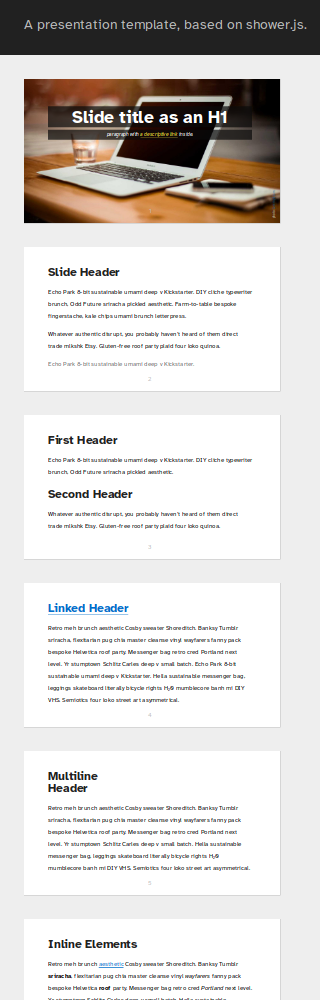 A presentation template, based on shower.js.
Slide title as an H1
paragraph with a descriptive link inside.
Slide Header
Echo Park 8-bit sustainable umami deep v Kickstarter. DIY cliche typewriter
brunch. Odd Future sriracha pickled aesthetic. Farm-to-table bespoke
fingerstache, kale chips umami brunch letterpress.
Whatever authentic disrupt, you probably haven't heard of them direct
trade mlkshk Etsy. Gluten-free roof party plaid four loko quinoa.
Echo Park 8-bit sustainable umami deep v Kickstarter.
2
First Header
Echo Park 8-bit sustainable umami deep v Kickstarter. DIY cliche typewriter
brunch. Odd Future sriracha pickled aesthetic.
Second Header
Whatever authentic disrupt, you probably haven't heard of them direct
trade mlkshk Etsy. Gluten-free roof party plaid four loko quinoa.
3
Linked Header
Retro meh brunch aesthetic Cosby sweater Shoreditch. Banksy Tumblr
sriracha, flexitarian pug chia master cleanse vinyl wayfarers fanny pack
bespoke Helvetica roof party. Messenger bag retro cred Portland next
level. Yr stumptown Schlitz Carles deep v small batch. Echo Park 8-bit
sustainable umami deep v Kickstarter. Hella sustainable messenger bag,
leggings skateboard literally bicycle rights H₂O mumblecore banh mi DIY
VHS. Semiotics four loko street art asymmetrical.
4
Multiline
Header
Retro meh brunch aesthetic Cosby sweater Shoreditch. Banksy Tumblr
sriracha, flexitarian pug chia master cleanse vinyl wayfarers fanny pack
bespoke Helvetica roof party. Messenger bag retro cred Portland next
level. Yr stumptown Schlitz Carles deep v small batch. Hella sustainable
messenger bag, leggings skateboard literally bicycle rights H₂O
mumblecore banh mi DIY VHS. Semiotics four loko street art asymmetrical.
5
Inline Elements
Retro meh brunch aesthetic Cosby sweater Shoreditch. Banksy Tumblr
sriracha, flexitarian pug chia master cleanse vinyl wayfarers fanny pack
bespoke Helvetica roof party. Messenger bag retro cred Portland next level.